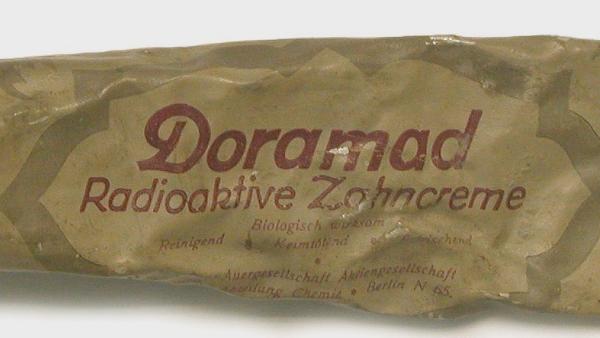 Doramad
Radioaktive Zahncreme
Biologisch wirksam
Reinigend • Keimtötend •
Auergesellschaft Aktiengesellschaft
Chemie • Berlin N 65.